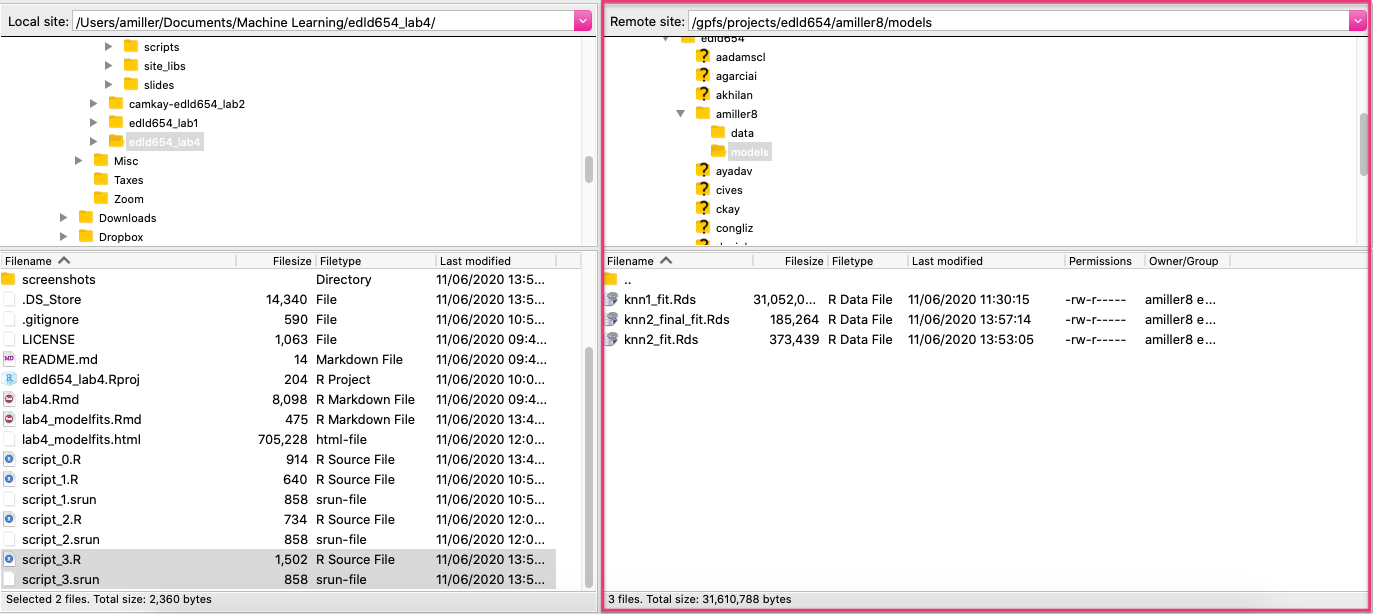 Local site: /Users/amiller/Documents/Machine Learning/edld654_lab4/
scripts
site_libs
slides
camkay-edld654_lab2
edld654_lab1
edld654_lab4
Misc
Taxes
Zoom
Downloads
Dropbox
Filename Filesize Filetype Last modified
screenshots Directory 11/06/2020 13:5...
.DS_Store 14,340 File 11/06/2020 13:5...
.gitignore 590 File 11/06/2020 10:5...
LICENSE 1,063 File 11/06/2020 09:4...
README.md 14 Markdown File 11/06/2020 09:4...
edld654_lab4.Rproj 204 R Project 11/06/2020 10:0...
lab4.Rmd 8,098 R Markdown File 11/06/2020 09:4...
lab4_modelfits.Rmd 475 R Markdown File 11/06/2020 13:4...
lab4_modelfits.html 705,228 html-file 11/06/2020 12:0...
script_0.R 914 R Source File 11/06/2020 13:4...
script_1.R 640 R Source File 11/06/2020 10:5...
script_1.srun 858 srun-file 11/06/2020 10:5...
script_2.R 734 R Source File 11/06/2020 12:0...
script_2.srun 858 srun-file 11/06/2020 12:0...
script_3.R 1,502 R Source File 11/06/2020 13:5...
script_3.srun 858 srun-file 11/06/2020 13:5...
Selected 2 files. Total size: 2,360 bytes
Remote site: /gpfs/projects/edld654/amiller8/models
edld654
? aadamscl
? agarciai
? akhilan
amiller8
data
models
? ayadav
? cives
? ckay
? congliz
Filename Filesize Filetype Last modified Permissions Owner/Group
..
knn1_fit.Rds 31,052,0... R Data File 11/06/2020 11:30:15 -rw-r----- amiller8 e...
knn2_final_fit.Rds 185,264 R Data File 11/06/2020 13:57:14 -rw-r----- amiller8 e...
knn2_fit.Rds 373,439 R Data File 11/06/2020 13:53:05 -rw-r----- amiller8 e...
3 files. Total size: 31,610,788 bytes